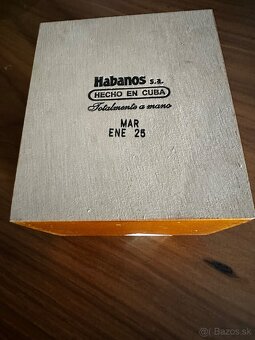 Habanos s.a.
HECHO EN CUBA
Totalmente a mano
MAR
ENE 25
bazos.sk